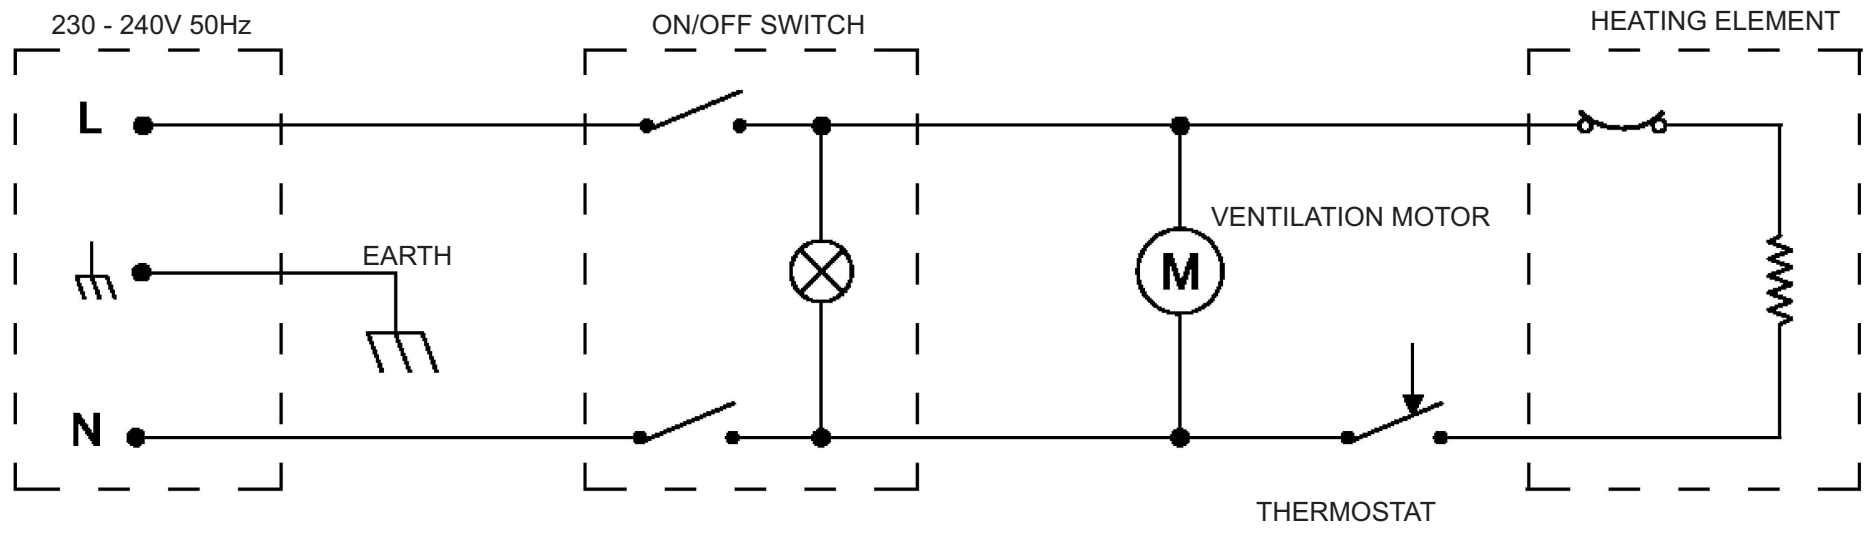 230 - 240V 50Hz
ON/OFF SWITCH
HEATING ELEMENT
L
VENTILATION MOTOR
EARTH
M
N
THERMOSTAT